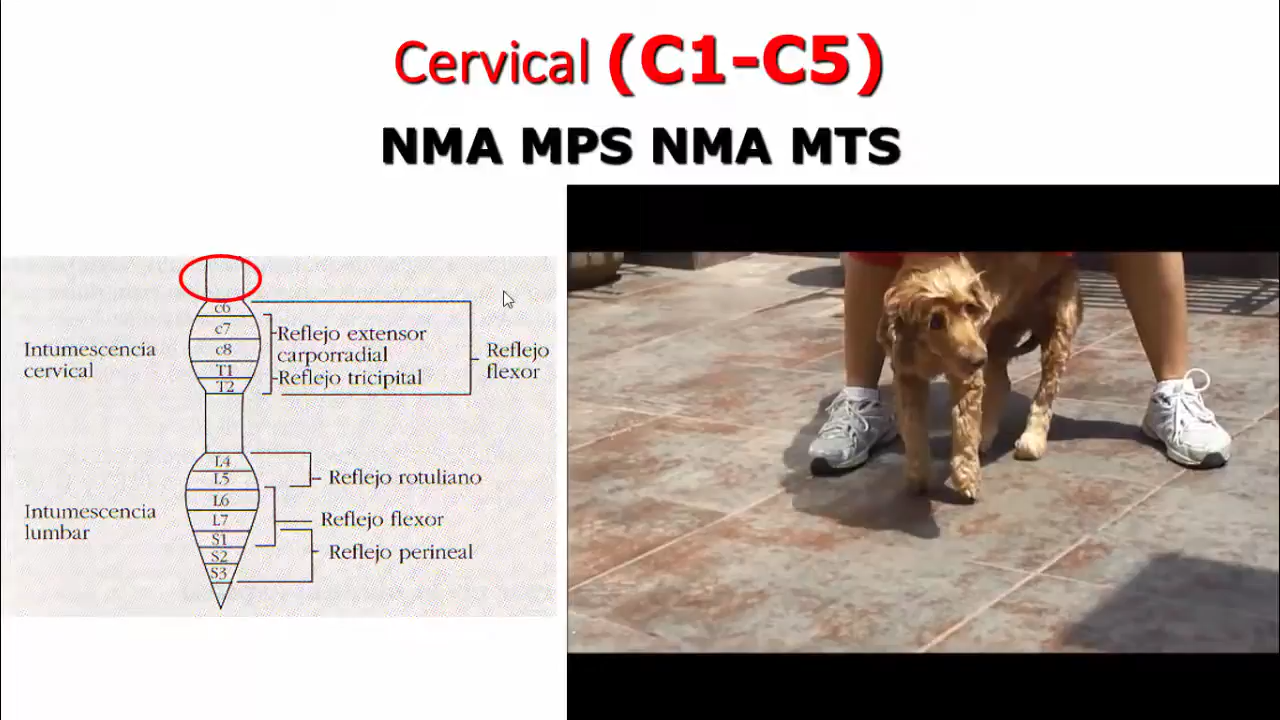 Cervical (C1-C5)
NMA MPS NMA MTS
c6
c7
c8
T1
T2
Intumescencia
cervical
Reflejo extensor
carporradial
Reflejo tricipital
Reflejo
flexor
L4
L5
L6
L7
S1
S2
S3
Intumescencia
lumbar
Reflejo rotuliano
Reflejo flexor
Reflejo perineal